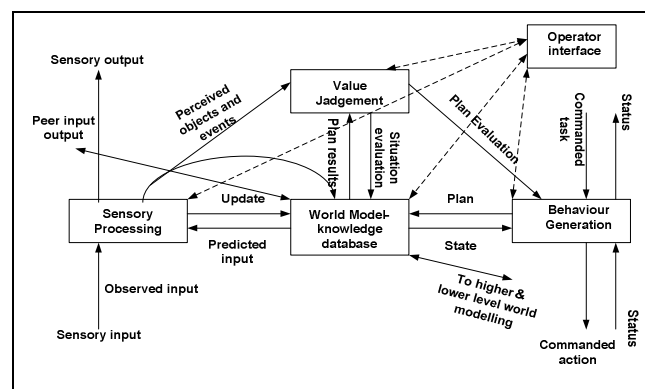 Operator
interface
Sensory output
Value
Jadgement
Perceived
objects and
events
Peer input
output
Plan results
Situation
evaluation
Plan Evaluation
Commanded
task
Status
Sensory
Processing
Update
Predicted
input
World Model-
knowledge
database
Plan
State
Behaviour
Generation
Observed input
To higher &
lower level world
modelling
Sensory input
Commanded
action
Status